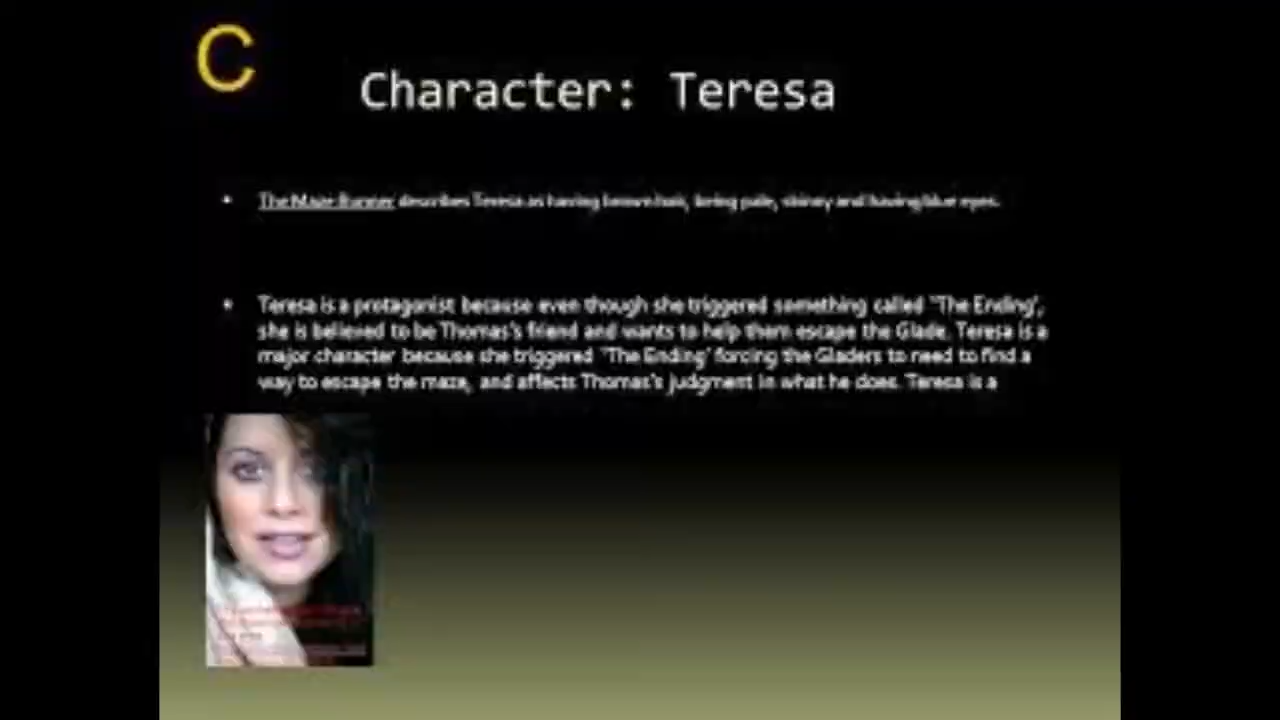 C
Character: Teresa
• The Maze Runner describes Teresa as having brown hair, being pale, skinny and having blue eyes.
• Teresa is a protagonist because even though she triggered something called "The Ending',
she is believed to be Thomas's friend and wants to help them escape the Glade. Teresa is a
major character because she triggered "The Ending' forcing the Gladers to need to find a
way to escape the maze, and affects Thomas's judgment in what he does. Teresa is a